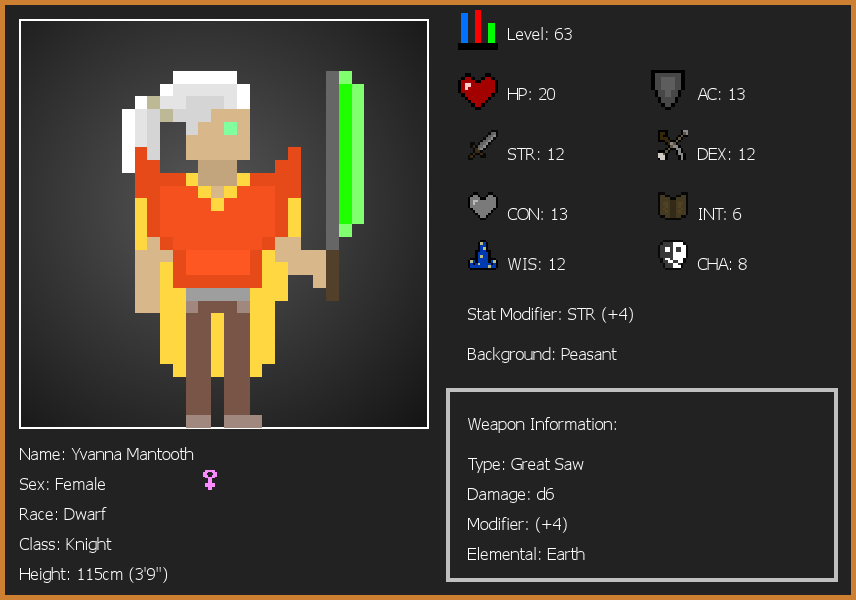 Level: 63
HP: 20
AC: 13
STR: 12
DEX: 12
CON: 13
INT: 6
WIS: 12
CHA: 8
Stat Modifier: STR (+4)
Background: Peasant
Weapon Information:
Type: Great Saw
Damage: d6
Modifier: (+4)
Elemental: Earth
Name: Yvanna Mantooth
Sex: Female
Race: Dwarf
Class: Knight
Height: 115cm (3'9")